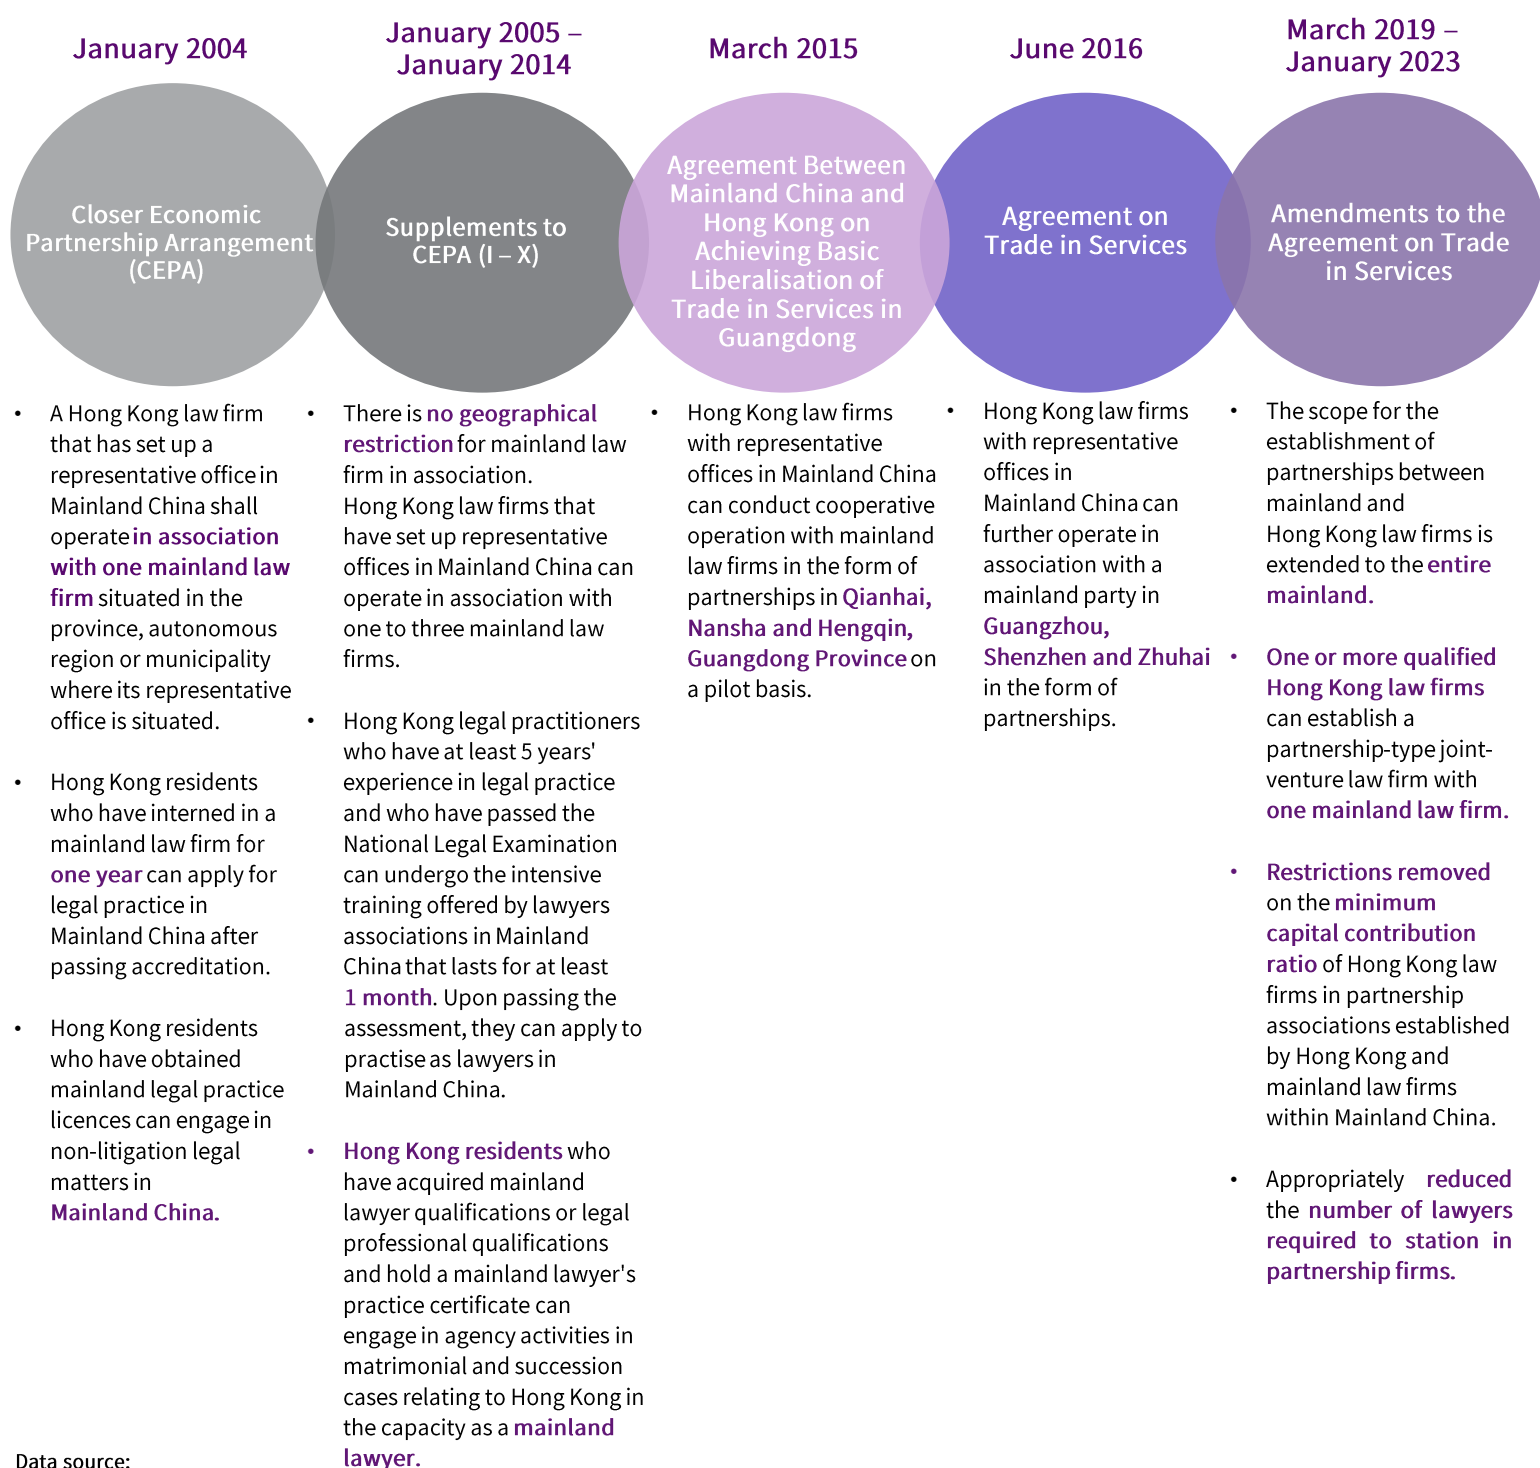 January 2004
January 2005 –
January 2014
March 2015
June 2016
March 2019 –
January 2023
Closer Economic
Partnership Arrangement
(CEPA)
Supplements to
CEPA (I – X)
Agreement Between
Mainland China and
Hong Kong on
Achieving Basic
Liberalisation of
Trade in Services in
Guangdong
Agreement on
Trade in Services
Amendments to the
Agreement on Trade
in Services
• A Hong Kong law firm
that has set up a
representative office in
Mainland China shall
operate in association
with one mainland law
firm situated in the
province, autonomous
region or municipality
where its representative
office is situated.
• Hong Kong residents
who have interned in a
mainland law firm for
one year can apply for
legal practice in
Mainland China after
passing accreditation.
• Hong Kong residents
who have obtained
mainland legal practice
licences can engage in
non-litigation legal
matters in
Mainland China.
• There is no geographical
restriction for mainland law
firm in association.
Hong Kong law firms that
have set up representative
offices in Mainland China can
operate in association with
one to three mainland law
firms.
• Hong Kong legal practitioners
who have at least 5 years'
experience in legal practice
and who have passed the
National Legal Examination
can undergo the intensive
training offered by lawyers
associations in Mainland
China that lasts for at least
1 month. Upon passing the
assessment, they can apply to
practise as lawyers in
Mainland China.
• Hong Kong residents who
have acquired mainland
lawyer qualifications or legal
professional qualifications
and hold a mainland lawyer's
practice certificate can
engage in agency activities in
matrimonial and succession
cases relating to Hong Kong in
the capacity as a mainland
lawyer.
• Hong Kong law firms
with representative
offices in Mainland China
can conduct cooperative
operation with mainland
law firms in the form of
partnerships in Qianhai,
Nansha and Hengqin,
Guangdong Province on
a pilot basis.
• Hong Kong law firms
with representative
offices in
Mainland China can
further operate in
association with a
mainland party in
Guangzhou,
Shenzhen and Zhuhai
in the form of
partnerships.
• The scope for the
establishment of
partnerships between
mainland and
Hong Kong law firms is
extended to the entire
mainland.
• One or more qualified
Hong Kong law firms
can establish a
partnership-type joint-
venture law firm with
one mainland law firm.
• Restrictions removed
on the minimum
capital contribution
ratio of Hong Kong law
firms in partnership
associations established
by Hong Kong and
mainland law firms
within Mainland China.
• Appropriately reduced
the number of lawyers
required to station in
partnership firms.
Data source: